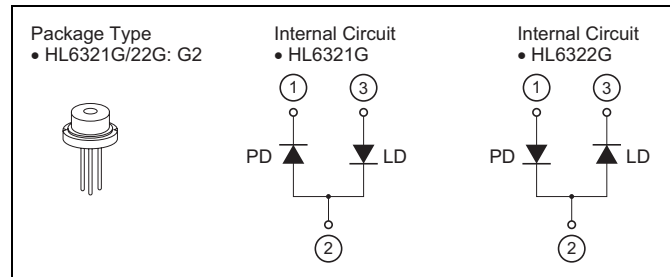 Package Type
• HL6321G/22G: G2
Internal Circuit
• HL6321G
1 3
PD LD
2
Internal Circuit
• HL6322G
1 3
PD LD
2